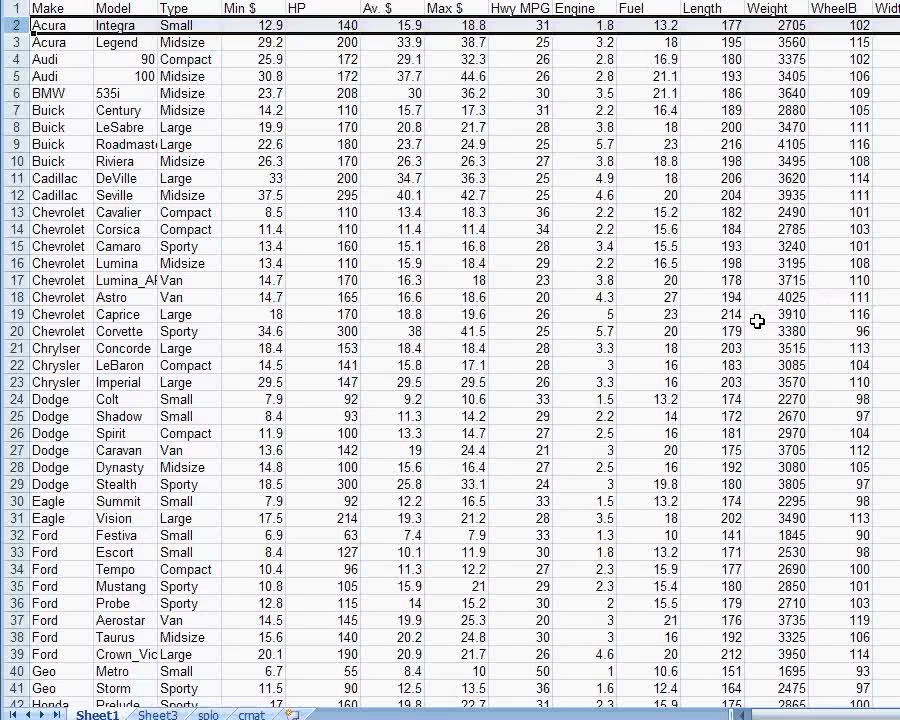 1 Make Model Type Min $ HP Av. $ Max $ Hwy MPG Engine Fuel Length Weight WheelB Widt
2 Acura Integra Small 12.9 140 15.9 18.8 31 1.8 13.2 177 2705 102
3 Acura Legend Midsize 29.2 200 33.9 38.7 25 3.2 18 195 3560 115
4 Audi 90 Compact 25.9 172 29.1 32.3 26 2.8 16.9 180 3375 102
5 Audi 100 Midsize 30.8 172 37.7 44.6 26 2.8 21.1 193 3405 106
6 BMW 535i Midsize 23.7 208 30 36.2 30 3.5 21.1 186 3640 109
7 Buick Century Midsize 14.2 110 15.7 17.3 31 2.2 16.4 189 2880 105
8 Buick LeSabre Large 19.9 170 20.8 21.7 28 3.8 18 200 3470 111
9 Buick Roadmast Large 22.6 180 23.7 24.9 25 5.7 23 216 4105 116
10 Buick Riviera Midsize 26.3 170 26.3 26.3 27 3.8 18.8 198 3495 108
11 Cadillac DeVille Large 33 200 34.7 36.3 25 4.9 18 206 3620 114
12 Cadillac Seville Midsize 37.5 295 40.1 42.7 25 4.6 20 204 3935 111
13 Chevrolet Cavalier Compact 8.5 110 13.4 18.3 36 2.2 15.2 182 2490 101
14 Chevrolet Corsica Compact 11.4 110 11.4 11.4 34 2.2 15.6 184 2785 103
15 Chevrolet Camaro Sporty 13.4 160 15.1 16.8 28 3.4 15.5 193 3240 101
16 Chevrolet Lumina Midsize 13.4 110 15.9 18.4 29 2.2 16.5 198 3195 108
17 Chevrolet Lumina_AP Van 14.7 170 16.3 18 23 3.8 20 178 3715 110
18 Chevrolet Astro Van 14.7 165 16.6 18.6 20 4.3 27 194 4025 111
19 Chevrolet Caprice Large 18 170 18.8 19.6 26 5 23 214 3910 116
20 Chevrolet Corvette Sporty 34.6 300 38 41.5 25 5.7 20 179 3380 96
21 Chrylser Concorde Large 18.4 153 18.4 18.4 28 3.3 18 203 3515 113
22 Chrysler LeBaron Compact 14.5 141 15.8 17.1 28 3 16 183 3085 104
23 Chrysler Imperial Large 29.5 147 29.5 29.5 26 3.3 16 203 3570 110
24 Dodge Colt Small 7.9 92 9.2 10.6 33 1.5 13.2 174 2270 98
25 Dodge Shadow Small 8.4 93 11.3 14.2 29 2.2 14 172 2670 97
26 Dodge Spirit Compact 11.9 100 13.3 14.7 27 2.5 16 181 2970 104
27 Dodge Caravan Van 13.6 142 19 24.4 21 3 20 175 3705 112
28 Dodge Dynasty Midsize 14.8 100 15.6 16.4 27 2.5 16 192 3080 105
29 Dodge Stealth Sporty 18.5 300 25.8 33.1 24 3 19.8 180 3805 97
30 Eagle Summit Small 7.9 92 12.2 16.5 33 1.5 13.2 174 2295 98
31 Eagle Vision Large 17.5 214 19.3 21.2 28 3.5 18 202 3490 113
32 Ford Festiva Small 6.9 63 7.4 7.9 33 1.3 10 141 1845 90
33 Ford Escort Small 8.4 127 10.1 11.9 30 1.8 13.2 171 2530 98
34 Ford Tempo Compact 10.4 96 11.3 12.2 27 2.3 15.9 177 2690 100
35 Ford Mustang Sporty 10.8 105 15.9 21 29 2.3 15.4 180 2850 101
36 Ford Probe Sporty 12.8 115 14 15.2 30 2 15.5 179 2710 103
37 Ford Aerostar Van 14.5 145 19.9 25.3 20 3 21 176 3735 119
38 Ford Taurus Midsize 15.6 140 20.2 24.8 30 3 16 192 3325 106
39 Ford Crown_Vic Large 20.1 190 20.9 21.7 26 4.6 20 212 3950 114
40 Geo Metro Small 6.7 55 8.4 10 50 1 10.6 151 1695 93
41 Geo Storm Sporty 11.5 90 12.5 13.5 36 1.6 12.4 164 2475 97
42 Honda Prelude Sporty 17 160 19.8 22.7 31 2.3 15.9 175 2865 100
Sheet1 Sheet3 splo crnat